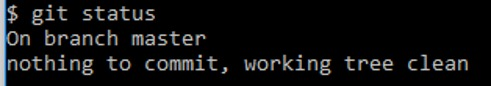 $ git status
On branch master
nothing to commit, working tree clean